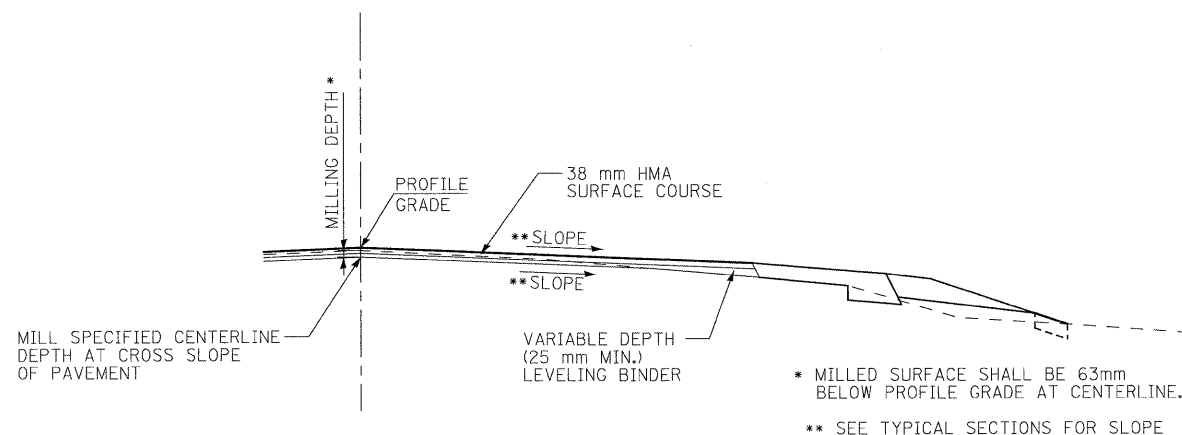 MILLING DEPTH *
PROFILE
GRADE
38 mm HMA
SURFACE COURSE
**SLOPE
**SLOPE
MILL SPECIFIED CENTERLINE
DEPTH AT CROSS SLOPE
OF PAVEMENT
VARIABLE DEPTH
(25 mm MIN.)
LEVELING BINDER
* MILLED SURFACE SHALL BE 63mm
BELOW PROFILE GRADE AT CENTERLINE.
** SEE TYPICAL SECTIONS FOR SLOPE